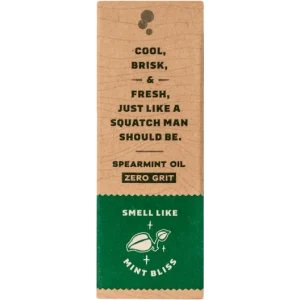 COOL,
BRISK,
&
FRESH,
JUST LIKE A
SQUATCH MAN
SHOULD BE.
SPEARMINT OIL
ZERO GRIT
SMELL LIKE
MINT BLISS